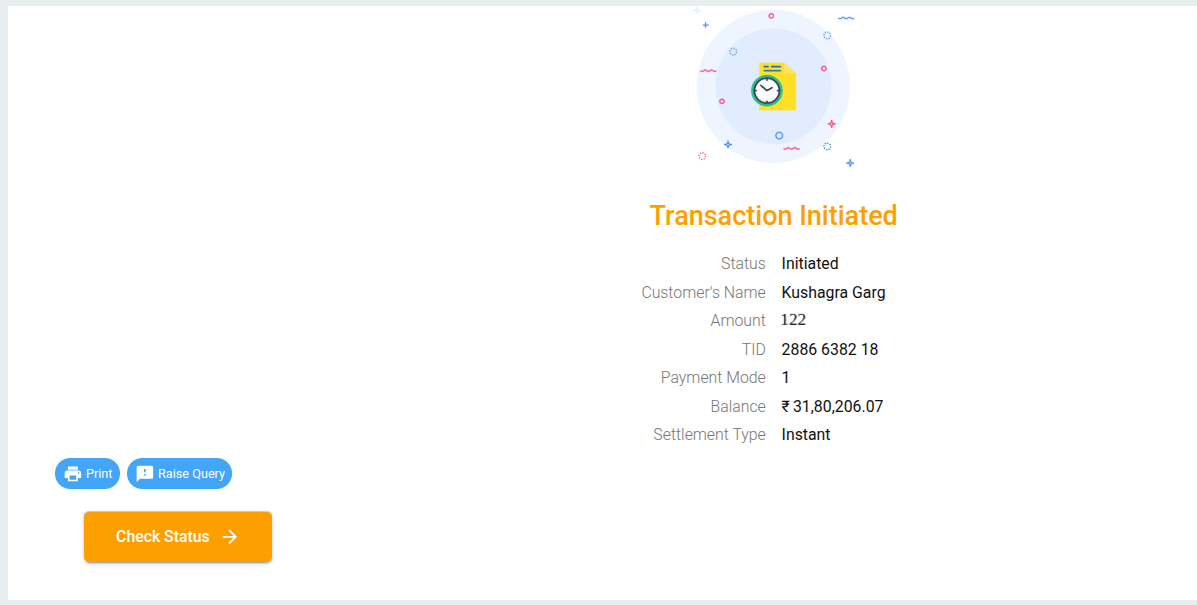 Transaction Initiated
Status Initiated
Customer's Name Kushagra Garg
Amount 122
TID 2886 6382 18
Payment Mode 1
Balance ₹ 31,80,206.07
Settlement Type Instant
Print Raise Query
Check Status →